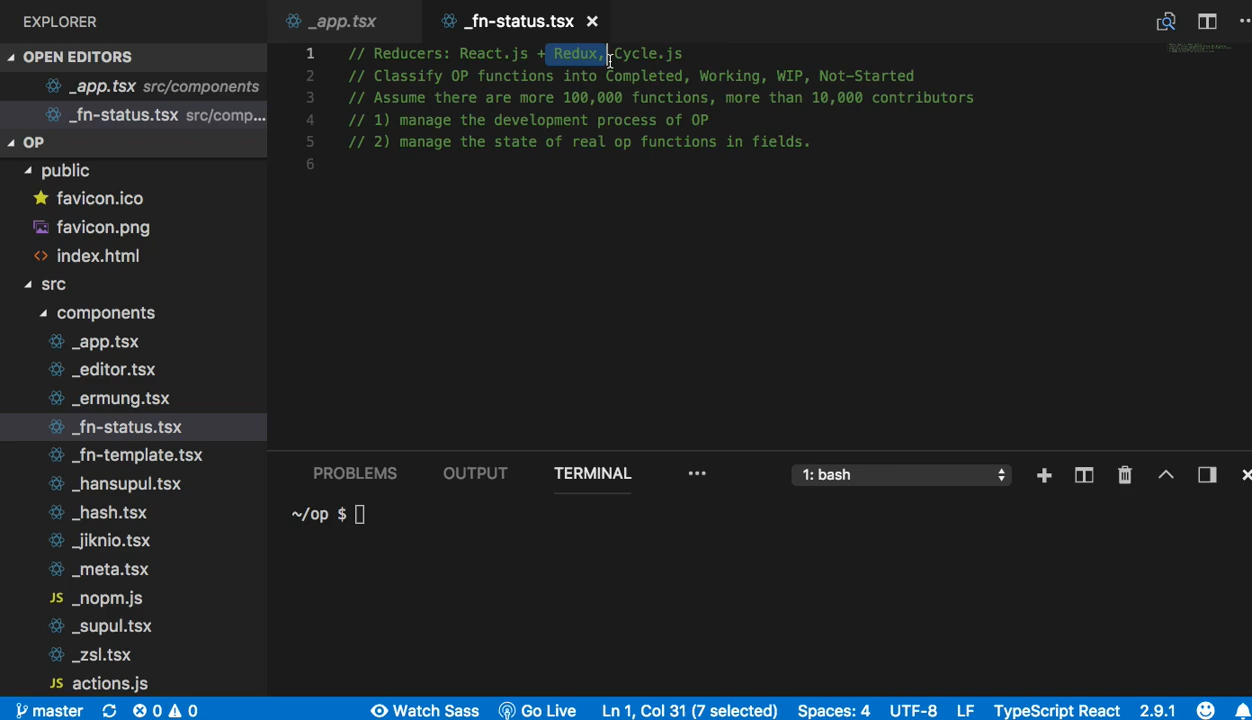 EXPLORER
OPEN EDITORS
_app.tsx src/components
_fn-status.tsx src/comp...
OP
public
favicon.ico
favicon.png
index.html
src
components
_app.tsx
_editor.tsx
_ermung.tsx
_fn-status.tsx
_fn-template.tsx
_hansupul.tsx
_hash.tsx
_jiknio.tsx
_meta.tsx
JS _nopm.js
_supul.tsx
_zsl.tsx
JS actions.js
_app.tsx _fn-status.tsx
1 // Reducers: React.js + Redux, Cycle.js
2 // Classify OP functions into Completed, Working, WIP, Not-Started
3 // Assume there are more 100,000 functions, more than 10,000 contributors
4 // 1) manage the development process of OP
5 // 2) manage the state of real op functions in fields.
6
PROBLEMS OUTPUT TERMINAL ••• 1: bash
~/op $
master 0 0 Watch Sass Go Live Ln 1, Col 31 (7 selected) Spaces: 4 UTF-8 LF TypeScript React 2.9.1